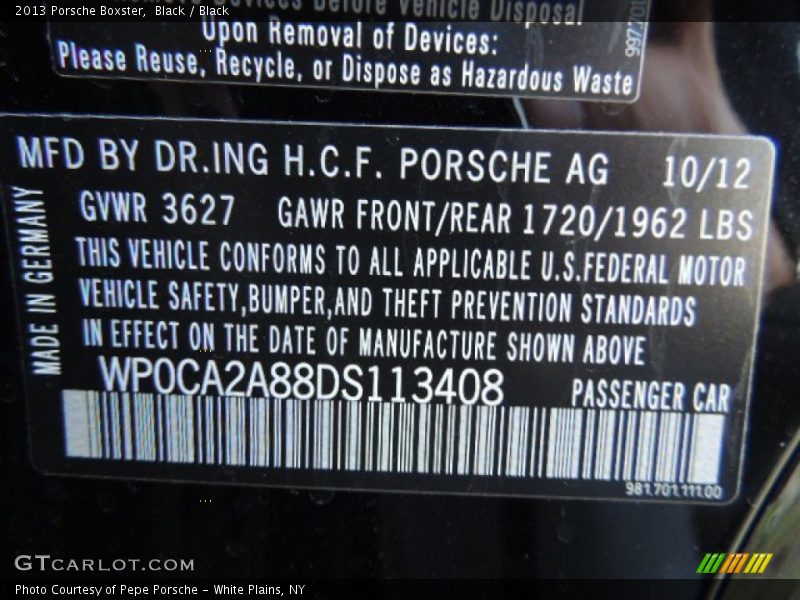 2013 Porsche Boxster, Black / Black
Devices Before Vehicle Disposal
Upon Removal of Devices:
Please Reuse, Recycle, or Dispose as Hazardous Waste
MFD BY DR.ING H.C.F. PORSCHE AG 10/12
GVWR 3627 GAWR FRONT/REAR 1720/1962 LBS
THIS VEHICLE CONFORMS TO ALL APPLICABLE U.S.FEDERAL MOTOR
VEHICLE SAFETY,BUMPER,AND THEFT PREVENTION STANDARDS
IN EFFECT ON THE DATE OF MANUFACTURE SHOWN ABOVE
MADE IN GERMANY
WP0CA2A88DS113408 PASSENGER CAR
981.701.111.00
GTCARLOT.COM
Photo Courtesy of Pepe Porsche - White Plains, NY